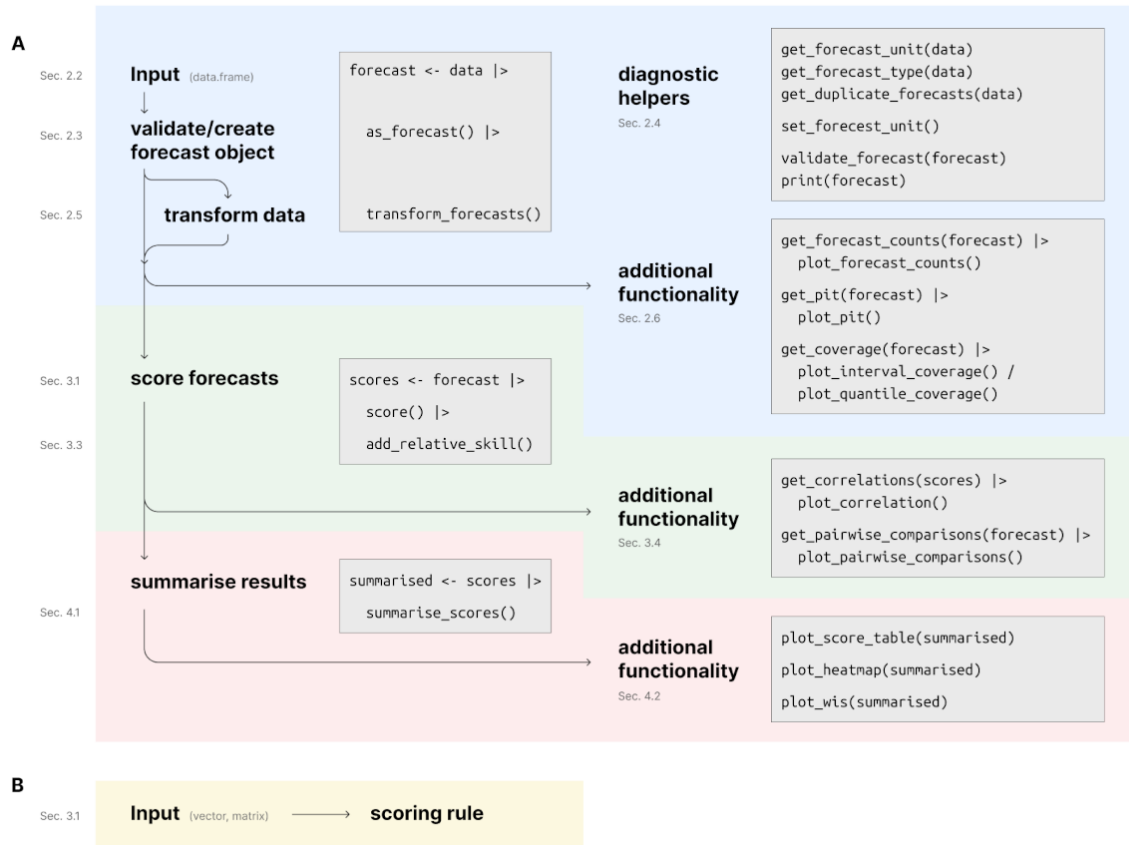 A
Sec. 2.2
Input (data.frame)
forecast <- data |>
Sec. 2.3
validate/create
forecast object
as_forecast() |>
Sec. 2.5
transform data
transform_forecasts()
diagnostic
helpers
Sec. 2.4
get_forecast_unit(data)
get_forecast_type(data)
get_duplicate_forecasts(data)
set_forecest_unit()
validate_forecast(forecast)
print(forecast)
additional
functionality
Sec. 2.6
get_forecast_counts(forecast) |>
plot_forecast_counts()
get_pit(forecast) |>
plot_pit()
get_coverage(forecast) |>
plot_interval_coverage() /
plot_quantile_coverage()
Sec. 3.1
score forecasts
scores <- forecast |>
score() |>
Sec. 3.3
add_relative_skill()
additional
functionality
Sec. 3.4
get_correlations(scores) |>
plot_correlation()
get_pairwise_comparisons(forecast) |>
plot_pairwise_comparisons()
summarise results
summarised <- scores |>
Sec. 4.1
summarise_scores()
additional
functionality
Sec. 4.2
plot_score_table(summarised)
plot_heatmap(summarised)
plot_wis(summarised)
B
Sec. 3.1
Input (vector, matrix)
scoring rule